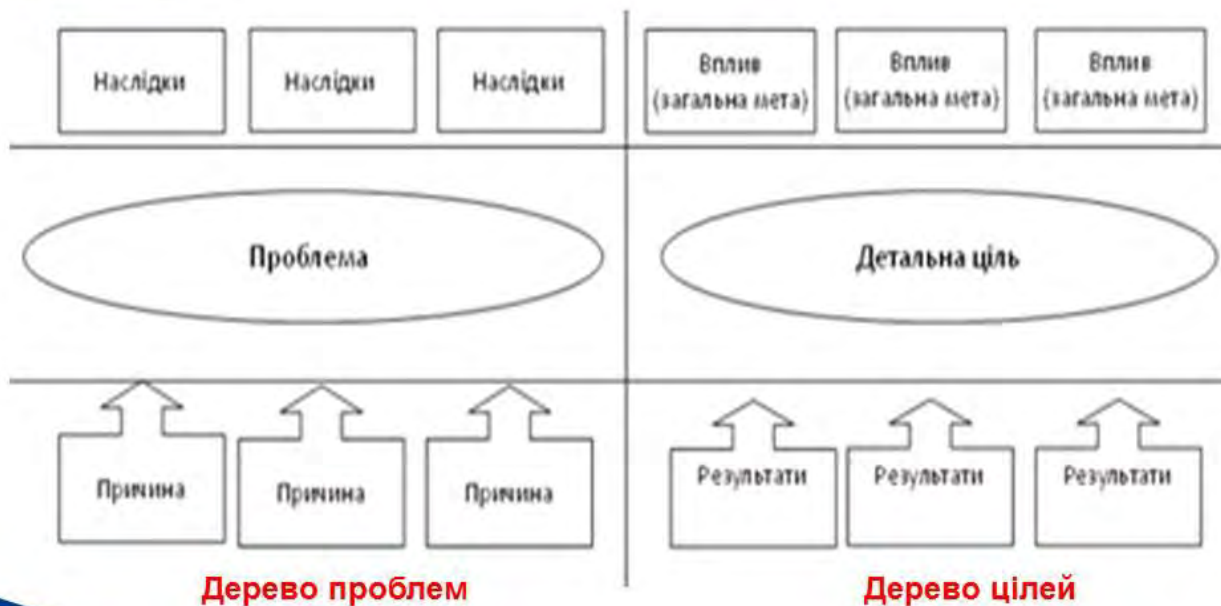 Наслідки
Наслідки
Наслідки
Вплив
(загальна мета)
Вплив
(загальна мета)
Вплив
(загальна мета)
Проблема
Детальна ціль
Причина
Причина
Причина
Результати
Результати
Результати
Дерево проблем
Дерево цілей